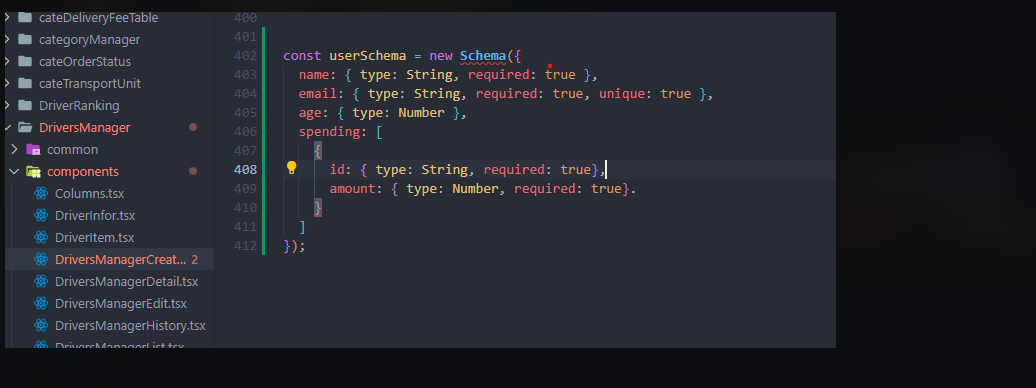 cateDeliveryFeeTable
categoryManager
cateOrderStatus
cateTransportUnit
DriverRanking
DriversManager
common
components
Columns.tsx
DriverInfor.tsx
DriverItem.tsx
DriversManagerCreat... 2
DriversManagerDetail.tsx
DriversManagerEdit.tsx
DriversManagerHistory.tsx
DriversManagerList.tsx
400
401
402 const userSchema = new Schema({
403 name: { type: String, required: true },
404 email: { type: String, required: true, unique: true },
405 age: { type: Number },
406 spending: [
407 {
408 id: { type: String, required: true},
409 amount: { type: Number, required: true}.
410 }
411 ]
412 });